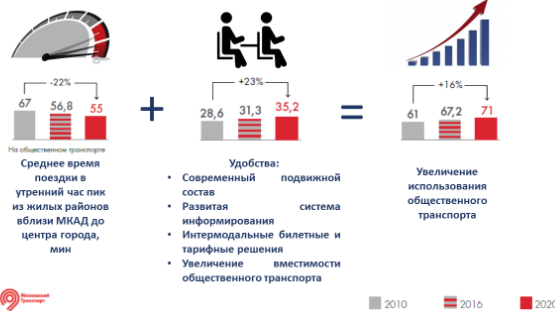 -22%
67
56,8
55
На общественном транспорте
Среднее время
поездки в
утренний час пик
из жилых районов
вблизи МКАД до
центра города,
мин
+
+23%
28,6
31,3
35,2
Удобства:
• Современный подвижной
состав
• Развитая система
информирования
• Интермодальные билетные и
тарифные решения
• Увеличение вместимости
общественного транспорта
=
+16%
61
67,2
71
Увеличение
использования
общественного
транспорта
Московский
Транспорт
2010
2016
2020